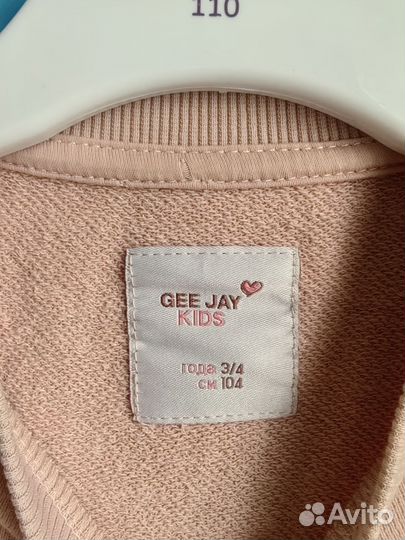 110
GEE JAY
KIDS
года 3/4
см 104
Avito